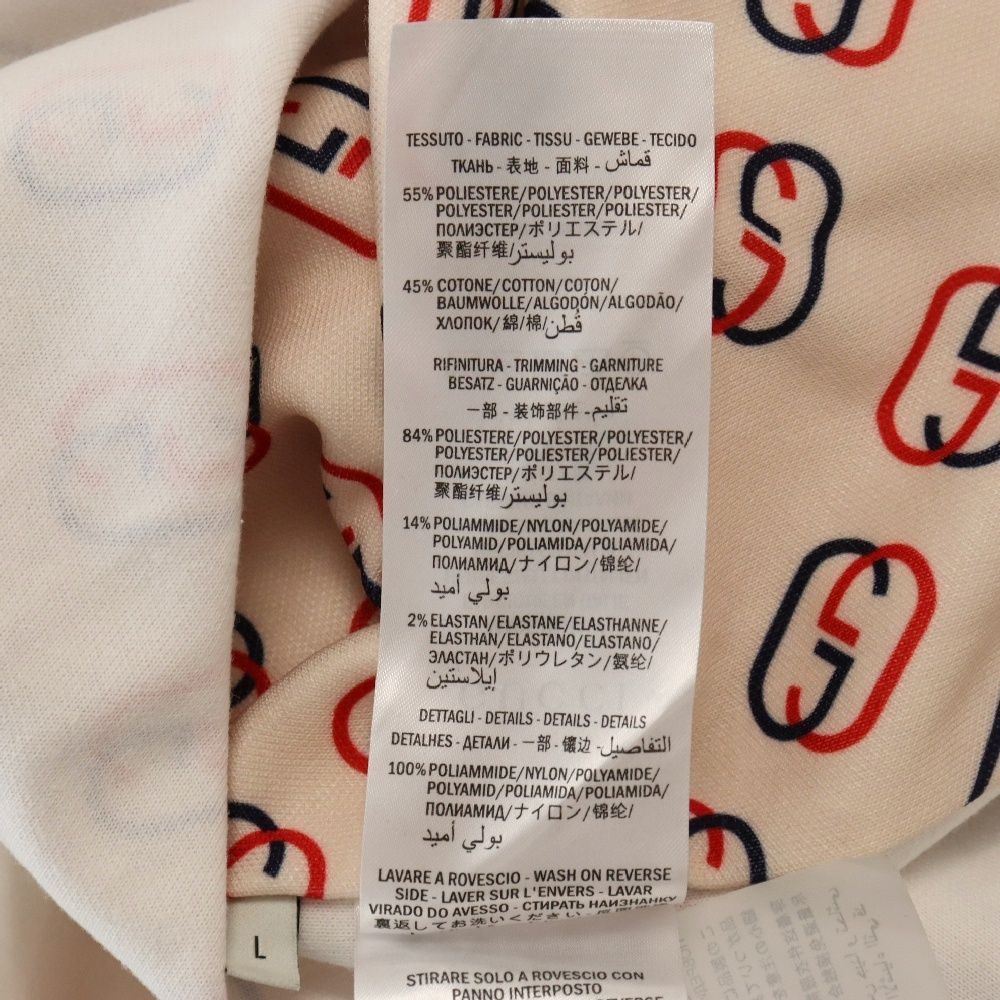 TESSUTO - FABRIC - TISSU - GEWEBE - TECIDO
ТКАНЬ - 表地 - 面料 - قماش
55% POLIESTERE/POLYESTER/POLYESTER/
POLYESTER/POLIESTER/POLIESTER/
ПОЛИЭСТЕР/ポリエステル/
聚酯纤维/بوليستر
45% COTONE/COTTON/COTON/
BAUMWOLLE/ALGODÓN/ALGODÃO/
ХЛОПОК/綿/棉/قُطن
RIFINITURA - TRIMMING - GARNITURE
BESATZ - GUARNIÇÃO - ОТДЕЛКА
一部 - 装饰部件 - تقليم
84% POLIESTERE/POLYESTER/POLYESTER/
POLYESTER/POLIESTER/POLIESTER/
ПОЛИЭСТЕР/ポリエステル/
聚酯纤维/بوليستر
14% POLIAMMIDE/NYLON/POLYAMIDE/
POLYAMID/POLIAMIDA/POLIAMIDA/
ПОЛИАМИД/ナイロン/锦纶/
بولي أميد
2% ELASTAN/ELASTANE/ELASTHANNE/
ELASTHAN/ELASTANO/ELASTANO/
ЭЛАСТАН/ポリウレタン/氨纶/
إيلاستين
DETTAGLI - DETAILS - DETAILS - DETAILS
DETALHES - ДЕТАЛИ - 一部 - 镶边 - التفاصيل
100% POLIAMMIDE/NYLON/POLYAMIDE/
POLYAMID/POLIAMIDA/POLIAMIDA/
ПОЛИАМИД/ナイロン/锦纶/
بولي أميد
LAVARE A ROVESCIO - WASH ON REVERSE
SIDE - LAVER SUR L'ENVERS - LAVAR
VIRADO DO AVESSO - СТИРАТЬ НАИЗНАНКУ
裏返してお洗いください
STIRARE SOLO A ROVESCIO CON
PANNO INTERPOSTO
L